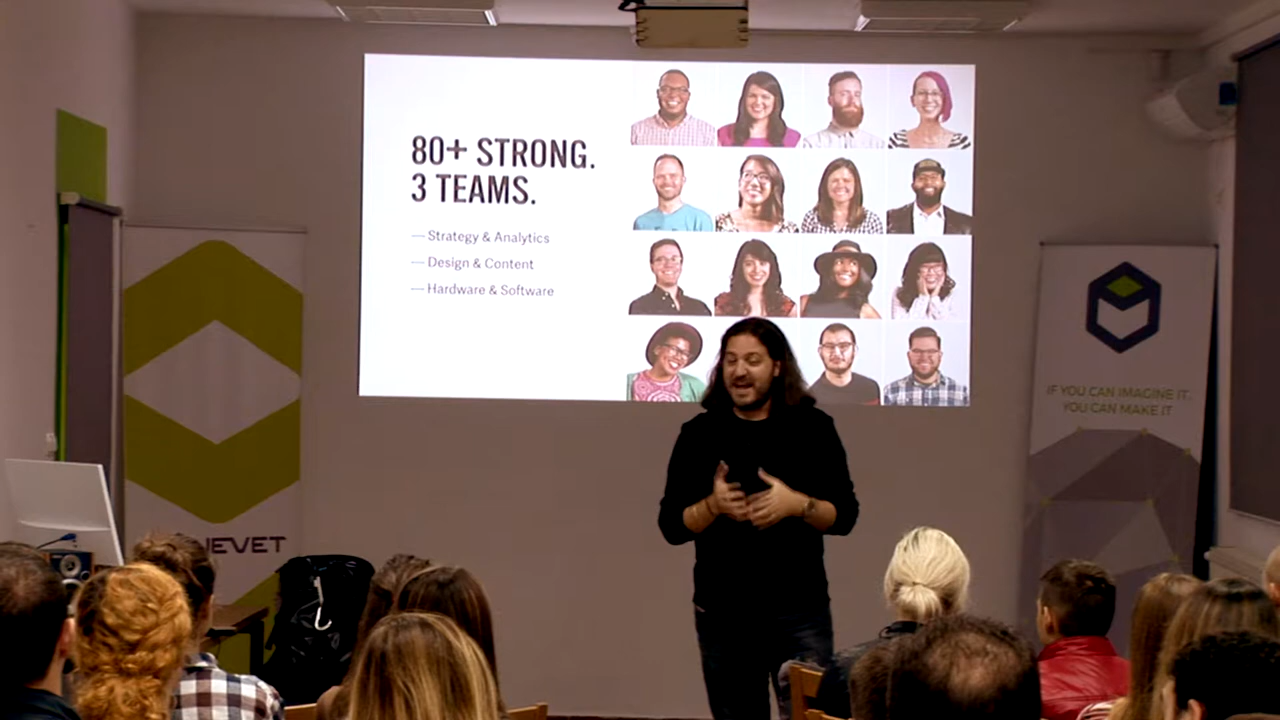 80+ STRONG.
3 TEAMS.
— Strategy & Analytics
— Design & Content
— Hardware & Software
IF YOU CAN IMAGINE IT,
YOU CAN MAKE IT